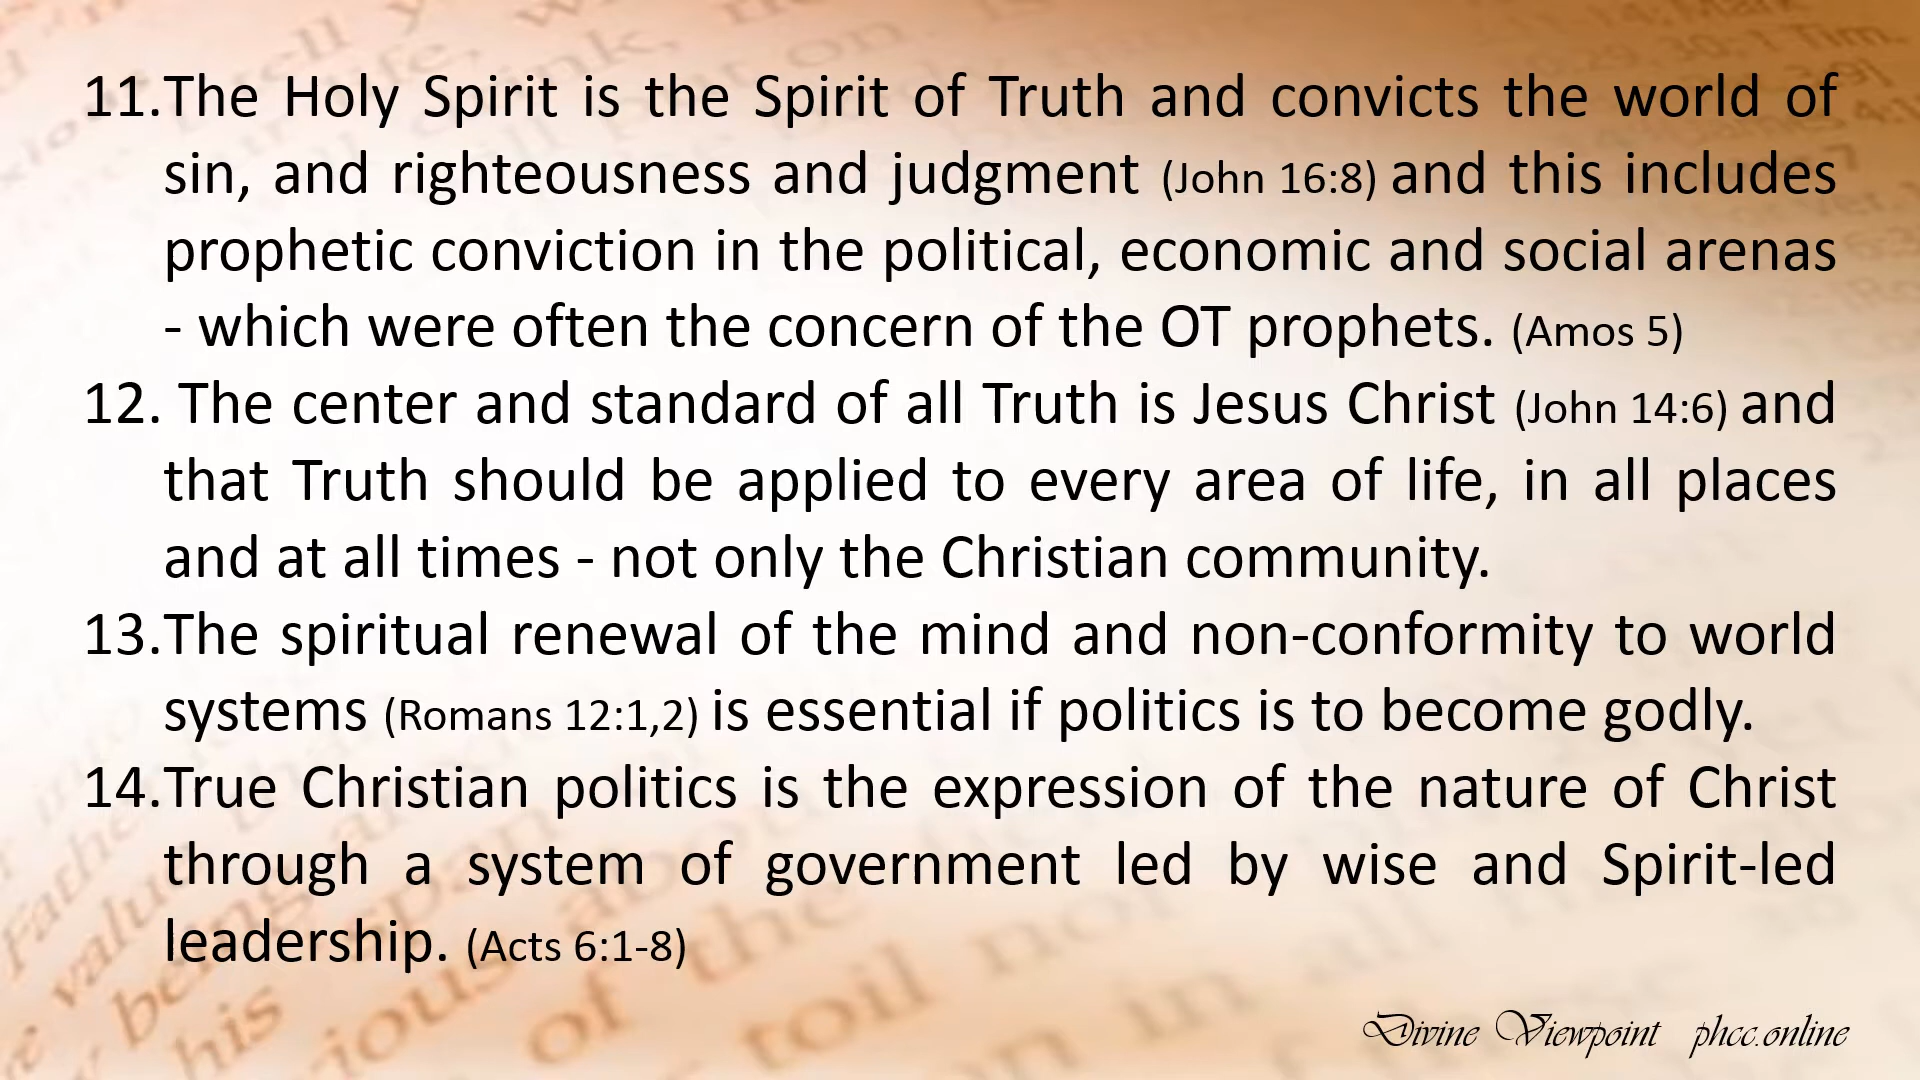 11.The Holy Spirit is the Spirit of Truth and convicts the world of
sin, and righteousness and judgment (John 16:8) and this includes
prophetic conviction in the political, economic and social arenas
- which were often the concern of the OT prophets. (Amos 5)
12. The center and standard of all Truth is Jesus Christ (John 14:6) and
that Truth should be applied to every area of life, in all places
and at all times - not only the Christian community.
13.The spiritual renewal of the mind and non-conformity to world
systems (Romans 12:1,2) is essential if politics is to become godly.
14.True Christian politics is the expression of the nature of Christ
through a system of government led by wise and Spirit-led
leadership. (Acts 6:1-8)
Divine Viewpoint phcc.online